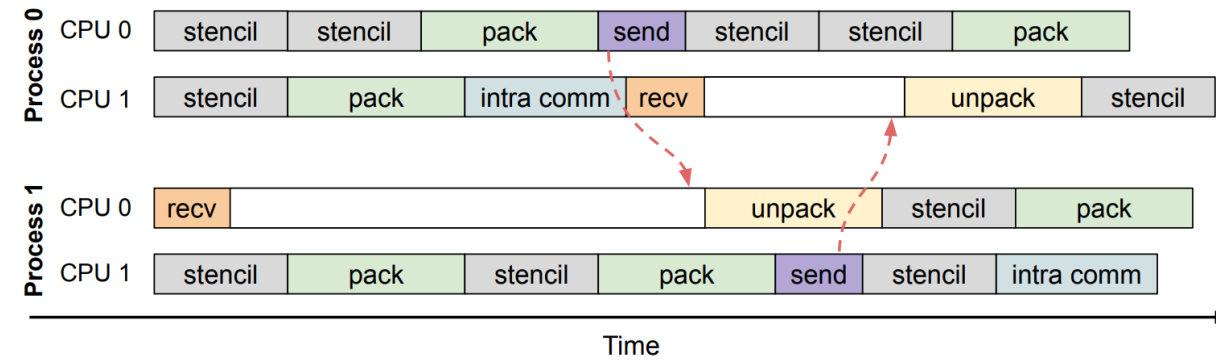 Process 0
CPU 0 stencil stencil pack send stencil stencil pack
CPU 1 stencil pack intra comm recv unpack stencil
Process 1
CPU 0 recv unpack stencil pack
CPU 1 stencil pack stencil pack send stencil intra comm
Time